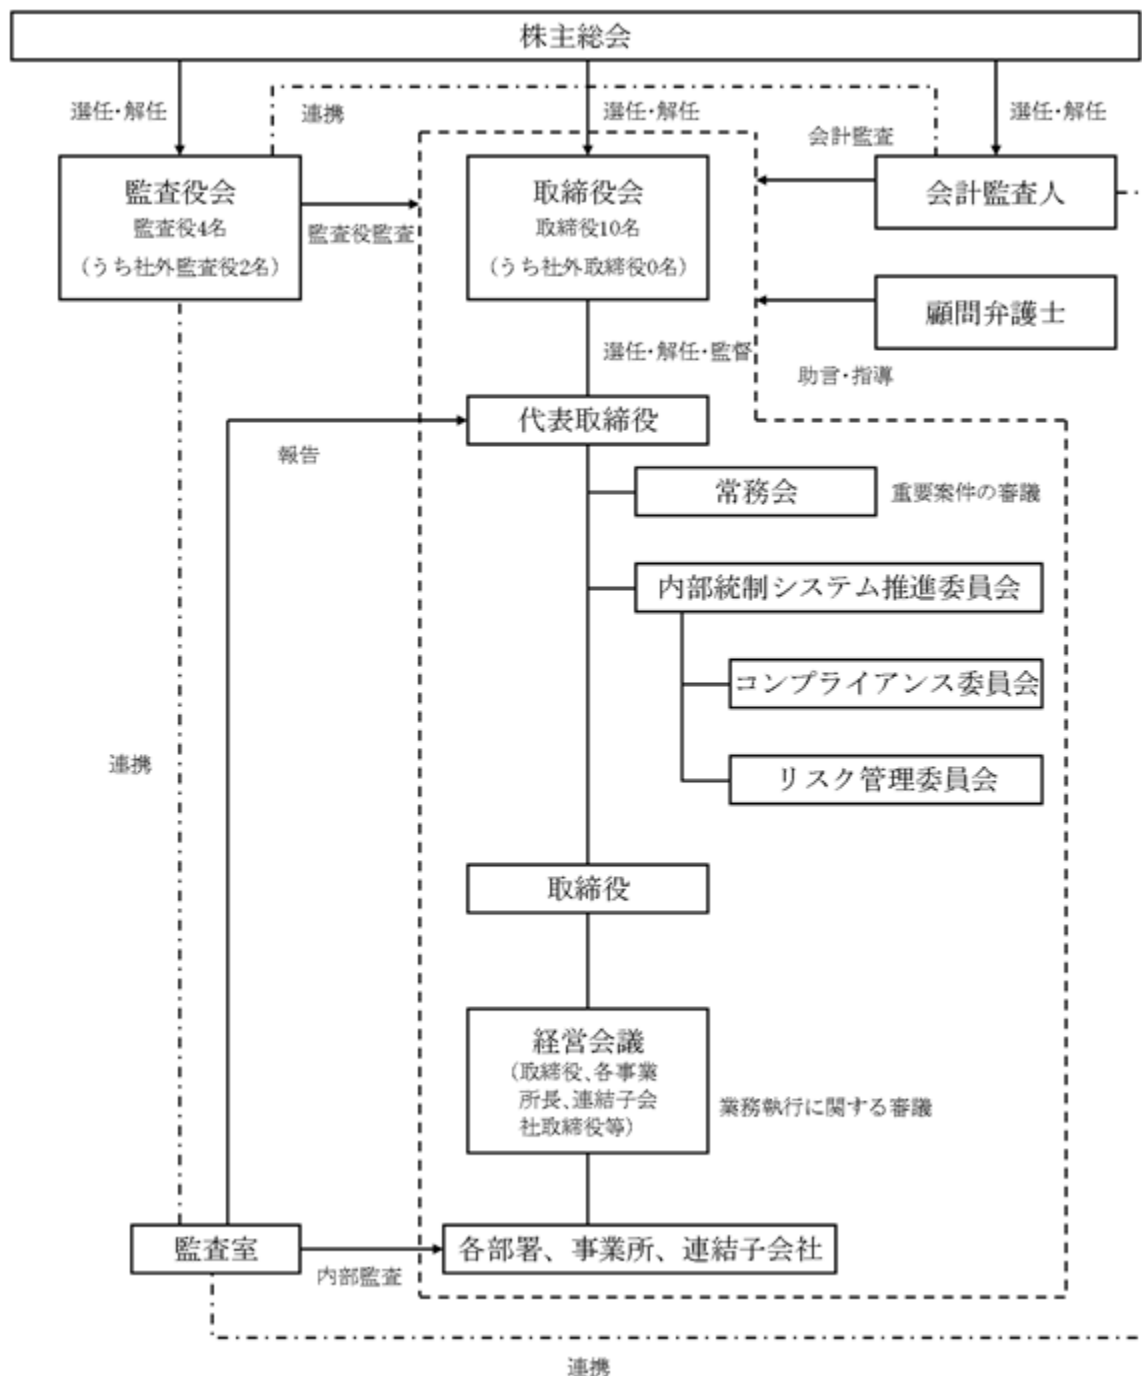 株主総会
選任・解任
連携
選任・解任
選任・解任
会計監査
監査役会
監査役4名
（うち社外監査役2名）
監査役監査
取締役会
取締役10名
（うち社外取締役0名）
会計監査人
顧問弁護士
選任・解任・監督
助言・指導
代表取締役
報告
常務会
重要案件の審議
内部統制システム推進委員会
コンプライアンス委員会
連携
リスク管理委員会
取締役
経営会議
（取締役、各事業
所長、連結子会
社取締役等）
業務執行に関する審議
監査室
内部監査
各部署、事業所、連結子会社
連携